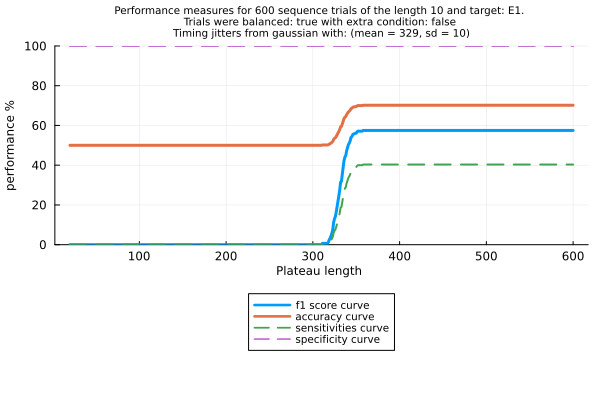 Performance measures for 600 sequence trials of the length 10 and target: E1.
Trials were balanced: true with extra condition: false
Timing jitters from gaussian with: (mean = 329, sd = 10)
100
80
60
40
20
0
performance %
100 200 300 400 500 600
Plateau length
f1 score curve
accuracy curve
sensitivities curve
specificity curve